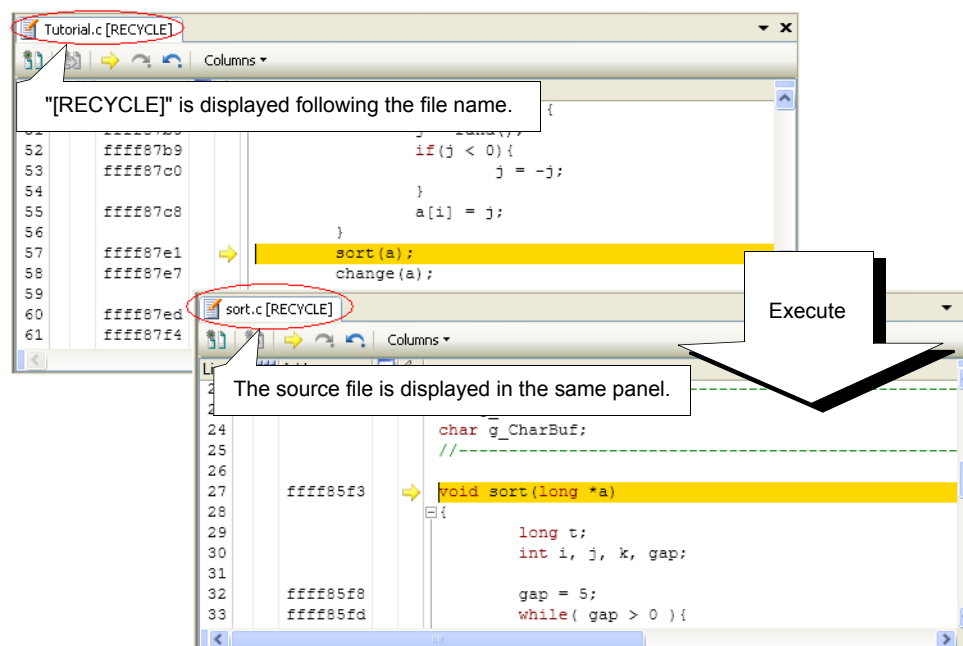 Tutorial.c [RECYCLE]
Columns
"[RECYCLE]" is displayed following the file name.
{
52 ffff87b9 if(j < 0){
53 ffff87c0 j = -j;
54 }
55 ffff87c8 a[i] = j;
56 }
57 ffff87e1 sort(a);
58 ffff87e7 change(a);
59
60 ffff87ed
61 ffff87f4
Execute
sort.c [RECYCLE]
Columns
The source file is displayed in the same panel.
24 char g_CharBuf;
25 //--------------------------------------------------
26
27 ffff85f3 void sort(long *a)
28 {
29 long t;
30 int i, j, k, gap;
31
32 ffff85f8 gap = 5;
33 ffff85fd while( gap > 0 ){